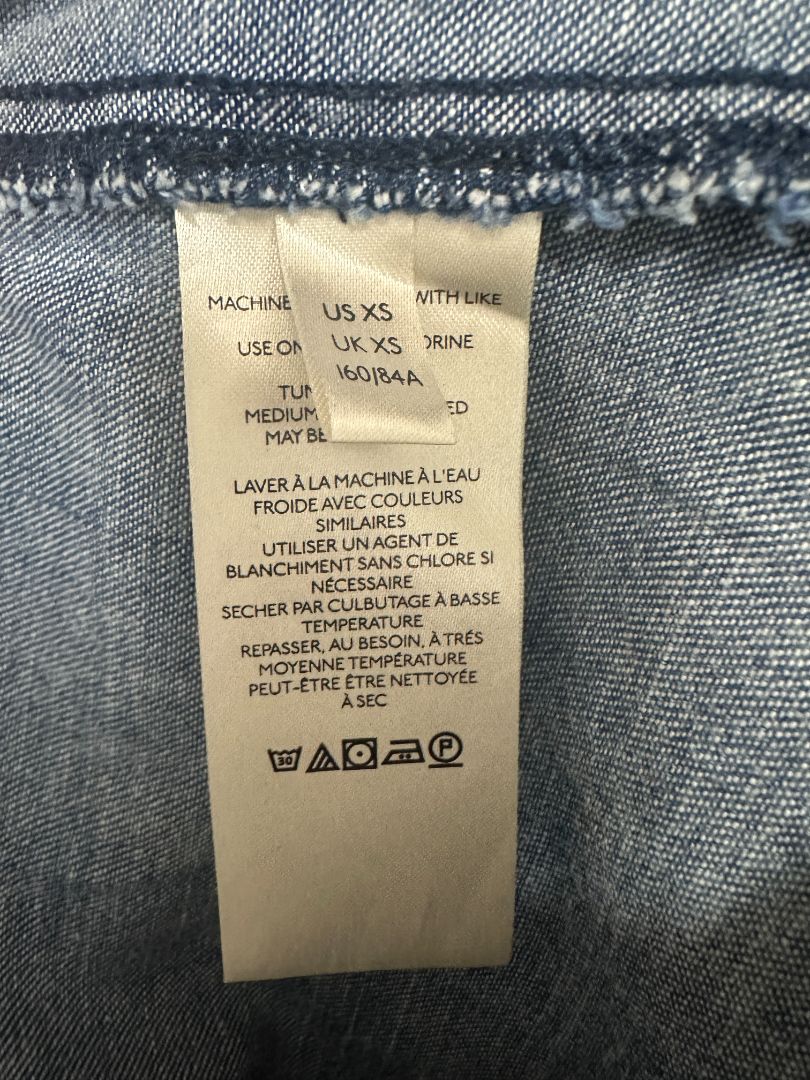 MACHINE
WITH LIKE
USE ON
ORINE
TUM
MEDIUM
ED
MAY BE
US XS
UK XS
160/84A
LAVER À LA MACHINE À L'EAU
FROIDE AVEC COULEURS
SIMILAIRES
UTILISER UN AGENT DE
BLANCHIMENT SANS CHLORE SI
NÉCESSAIRE
SECHER PAR CULBUTAGE À BASSE
TEMPERATURE
REPASSER, AU BESOIN, À TRÉS
MOYENNE TEMPÉRATURE
PEUT-ÊTRE ÊTRE NETTOYÉE
À SEC
30
P